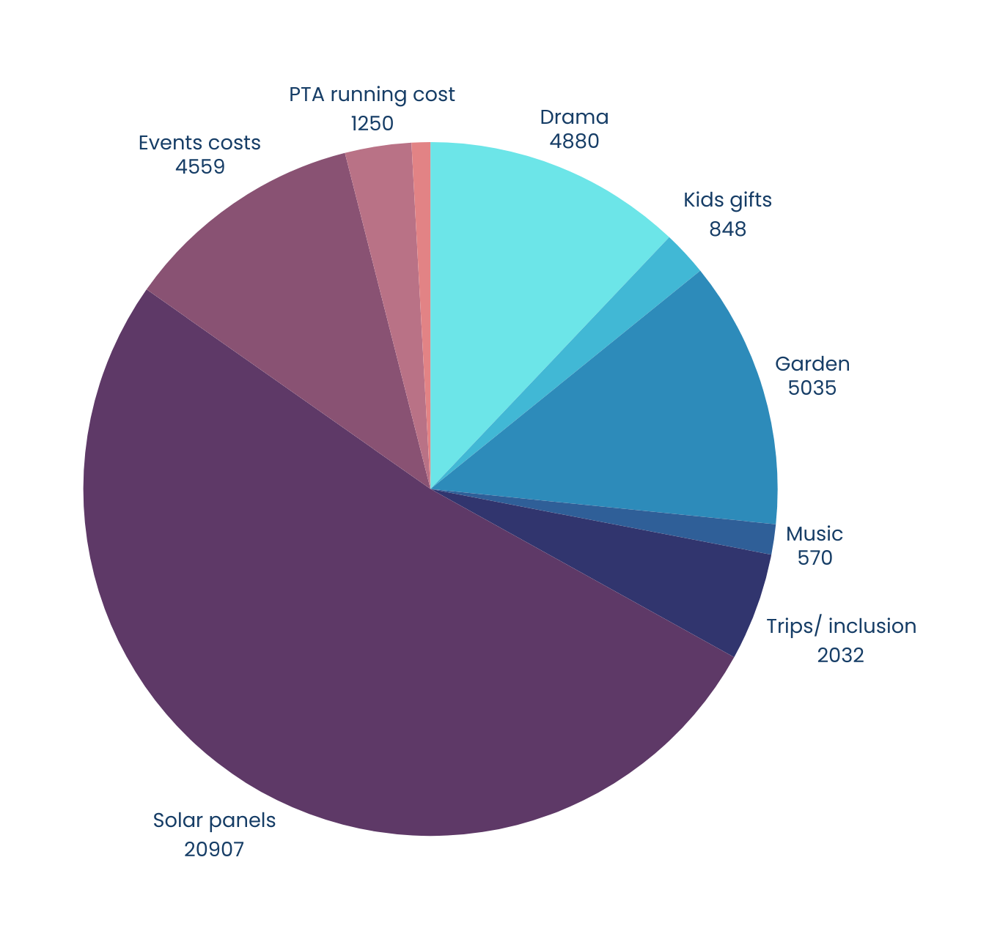 PTA running cost
1250
Drama
4880
Events costs
4559
Kids gifts
848
Garden
5035
Music
570
Trips/ inclusion
2032
Solar panels
20907